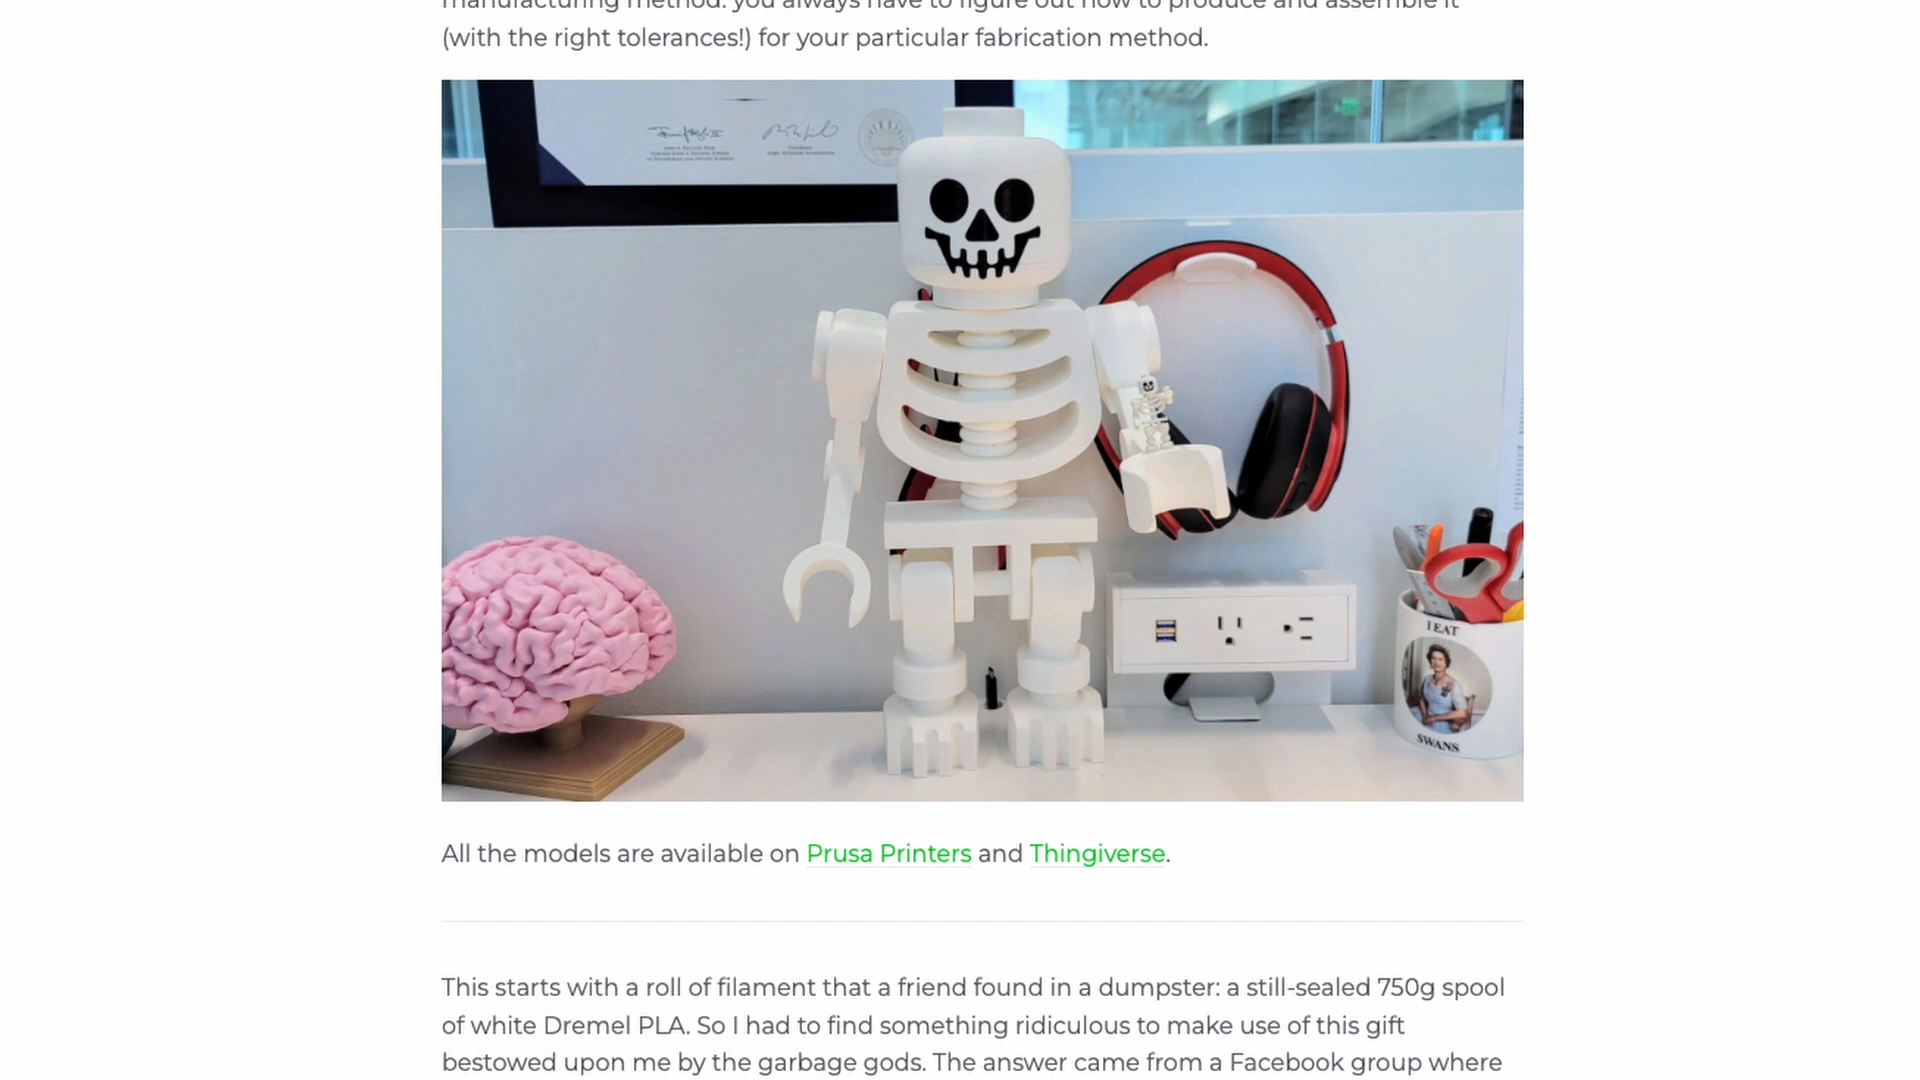 (with the right tolerances!) for your particular fabrication method.
I EAT
SWANS
All the models are available on Prusa Printers and Thingiverse.
This starts with a roll of filament that a friend found in a dumpster: a still-sealed 750g spool
of white Dremel PLA. So I had to find something ridiculous to make use of this gift
bestowed upon me by the garbage gods. The answer came from a Facebook group where